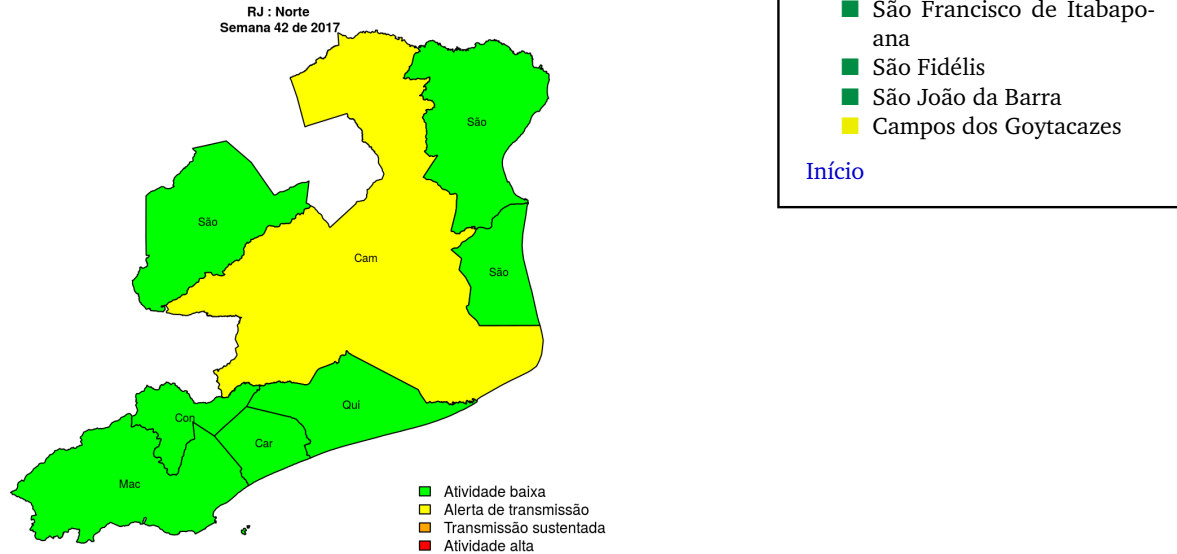 RJ : Norte
Semana 42 de 2017
São
São
Cam
São
Qui
Con
Car
Mac
Atividade baixa
Alerta de transmissão
Transmissão sustentada
Atividade alta
São Francisco de Itabapo-
ana
São Fidélis
São João da Barra
Campos dos Goytacazes
Início